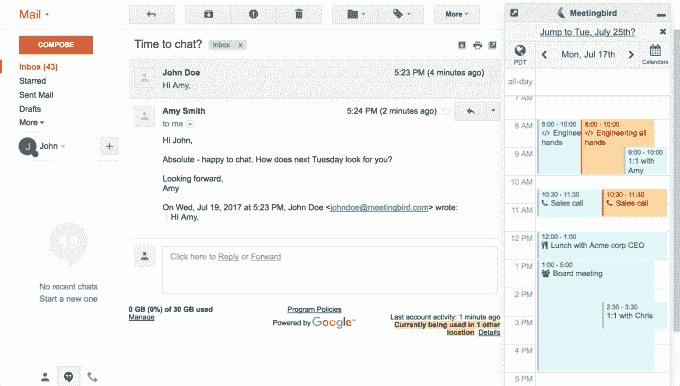 Mail
More
COMPOSE
Inbox (43)
Starred
Sent Mail
Drafts
More
J
John
+
No recent chats
Start a new one
Time to chat?
Inbox x
John Doe
5:23 PM (4 minutes ago)
Hi Amy,
Amy Smith
5:24 PM (2 minutes ago)
to me
Hi John,
Absolute - happy to chat. How does next Tuesday look for you?
Looking forward,
Amy
On Wed, Jul 19, 2017 at 5:23 PM, John Doe <johndoe@meetingbird.com> wrote:
Hi Amy,
Click here to Reply or Forward
0 GB (0%) of 30 GB used
Manage
Program Policies
Powered by Google™
Last account activity: 1 minute ago
Currently being used in 1 other
location Details
Meetingbird
Jump to Tue, July 25th?
PDT
Mon, Jul 17th
Calendars
all-day
7 AM
8 AM
8:00 - 10:00
</> Enginee
hands
8:00 - 10:00
</> Engineering all
hands
9 AM
9:00 - 10:00
1:1 with
Amy
10 AM
10:30 - 11:30
Sales call
10:30 - 11:30
Sales call
11 AM
12 PM
12:00 - 1:00
Lunch with Acme corp CEO
1 PM
1:00 - 5:00
Board meeting
2 PM
2:30 - 3:30
1:1 with Chris
3 PM
4 PM
5 PM